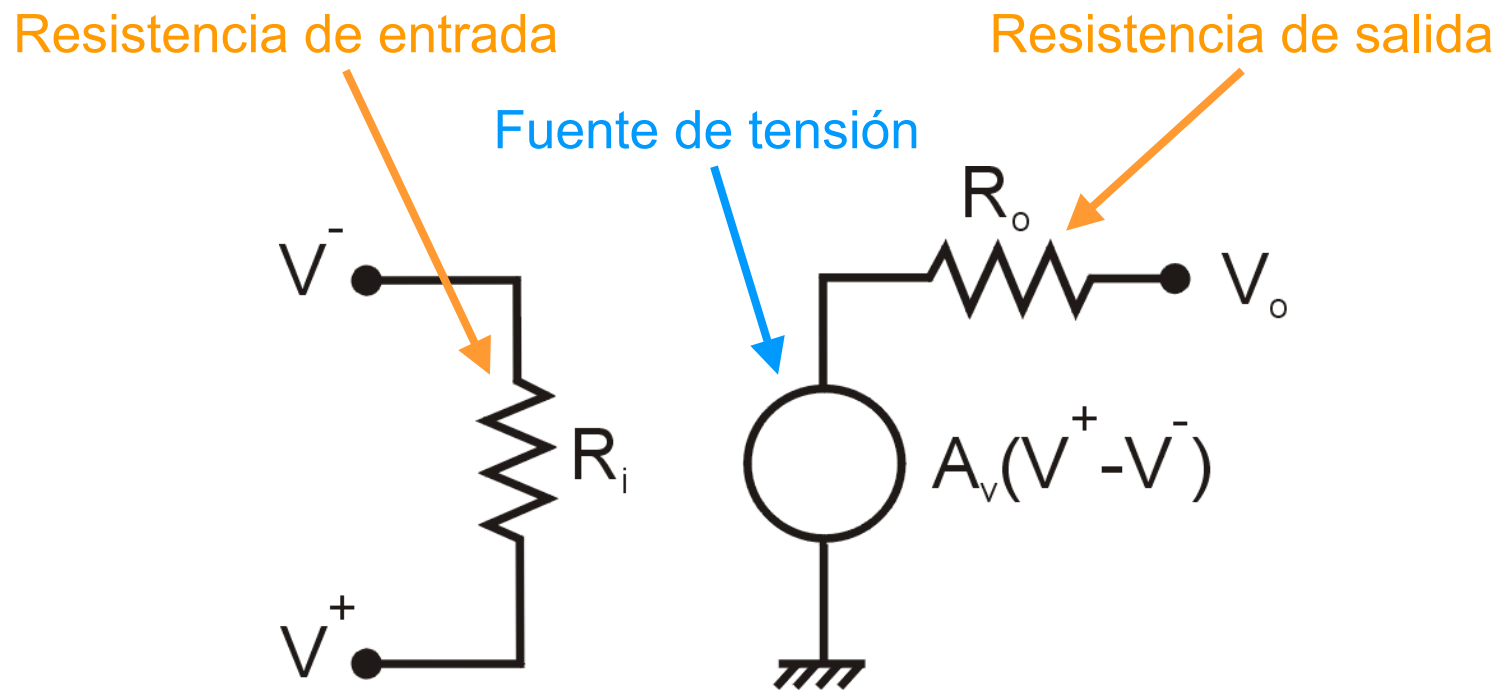 Resistencia de entrada
Resistencia de salida
Fuente de tensión
Rₒ
V⁻
Vₒ
Rᵢ
Aᵥ(V⁺-V⁻)
V⁺